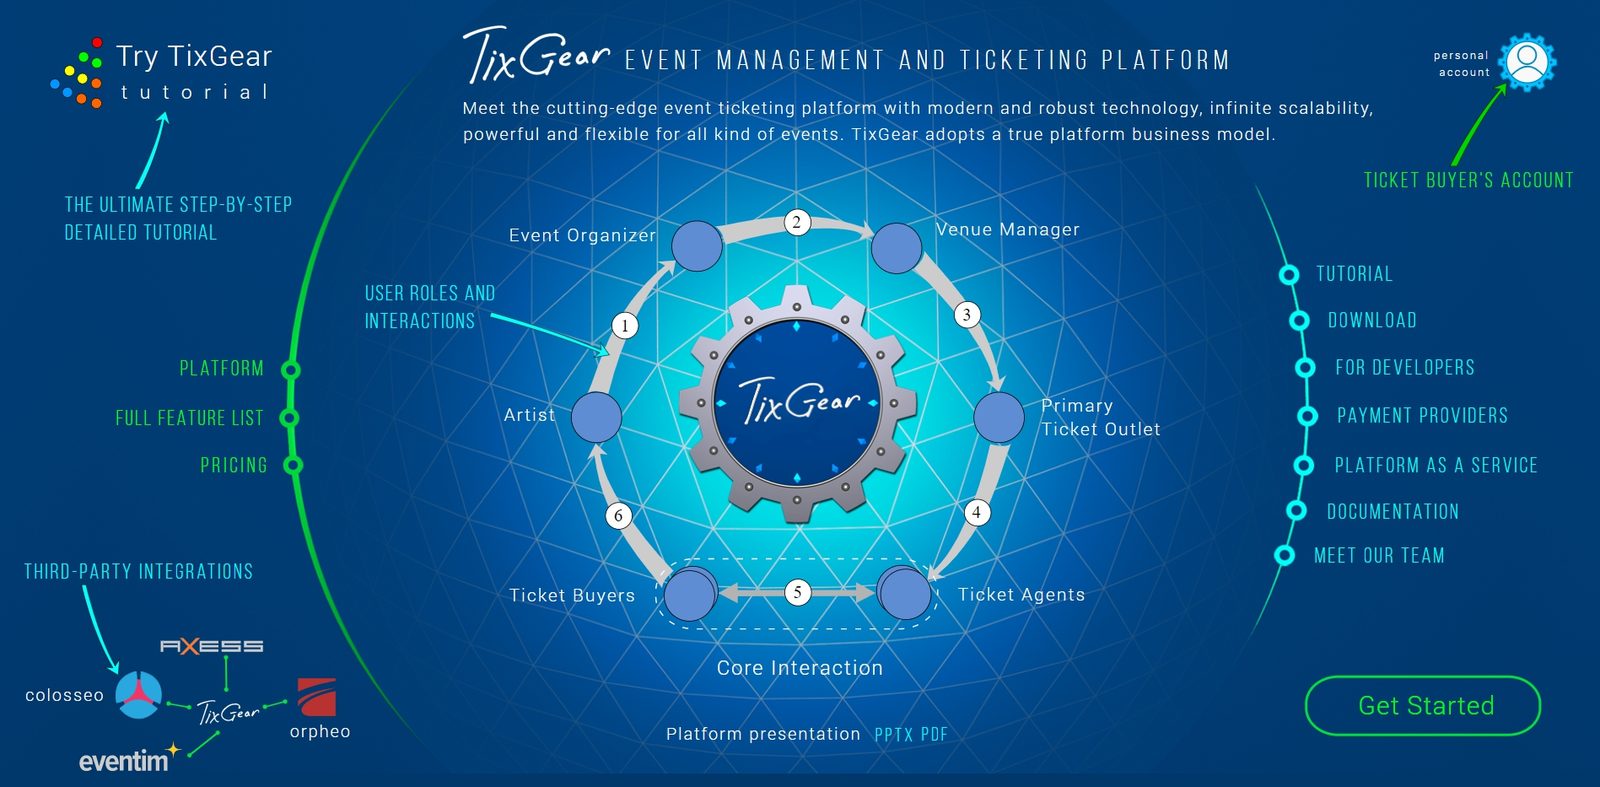 Try TixGear
tutorial
THE ULTIMATE STEP-BY-STEP
DETAILED TUTORIAL
TixGear EVENT MANAGEMENT AND TICKETING PLATFORM
Meet the cutting-edge event ticketing platform with modern and robust technology, infinite scalability,
powerful and flexible for all kind of events. TixGear adopts a true platform business model.
personal
account
TICKET BUYER'S ACCOUNT
PLATFORM
FULL FEATURE LIST
PRICING
USER ROLES AND
INTERACTIONS
Event Organizer
2
Venue Manager
1
3
TixGear
Artist
Primary
Ticket Outlet
6
4
Ticket Buyers
5
Ticket Agents
Core Interaction
Platform presentation PPTX PDF
TUTORIAL
DOWNLOAD
FOR DEVELOPERS
PAYMENT PROVIDERS
PLATFORM AS A SERVICE
DOCUMENTATION
MEET OUR TEAM
THIRD-PARTY INTEGRATIONS
AXESS
colosseo
TixGear
orpheo
eventim
Get Started